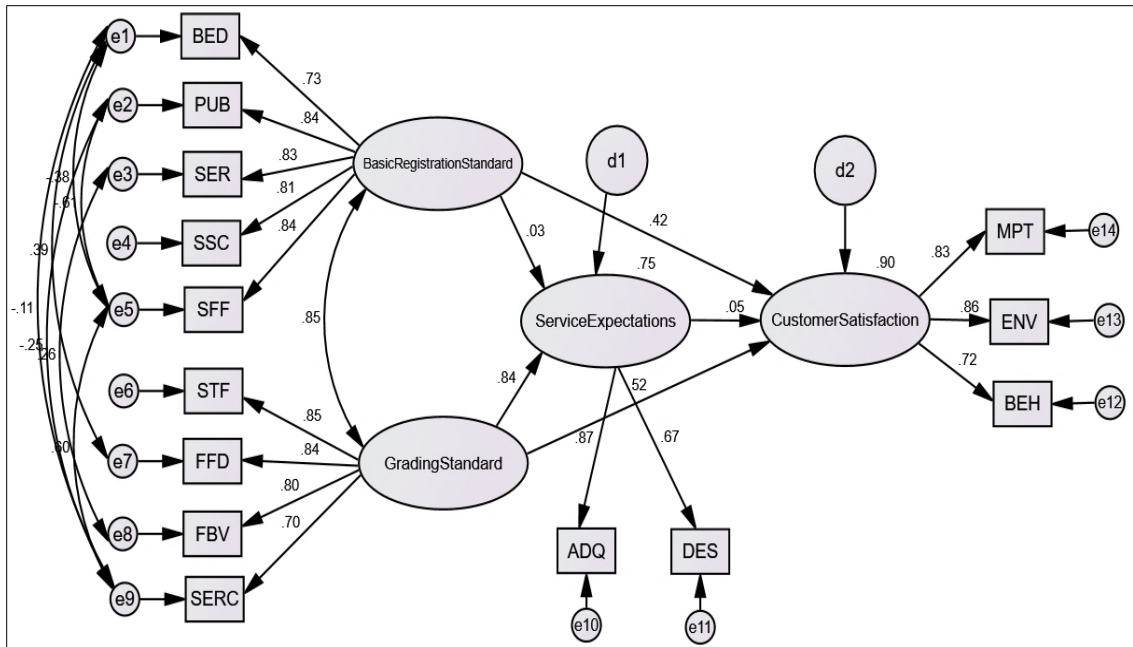 e1
BED
e2
PUB
e3
SER
e4
SSC
e5
SFF
e6
STF
e7
FFD
e8
FBV
e9
SERC
-.38
-.61
.39
-.11
-.25
.26
.60
.73
.84
.83
.81
.84
BasicRegistrationStandard
.85
.85
.84
.80
.70
GradingStandard
d1
.03
.42
.75
ServiceExpectations
.84
.05
.52
.87
.67
ADQ
DES
e10
e11
d2
.90
CustomerSatisfaction
.83
.86
.72
MPT
e14
ENV
e13
BEH
e12